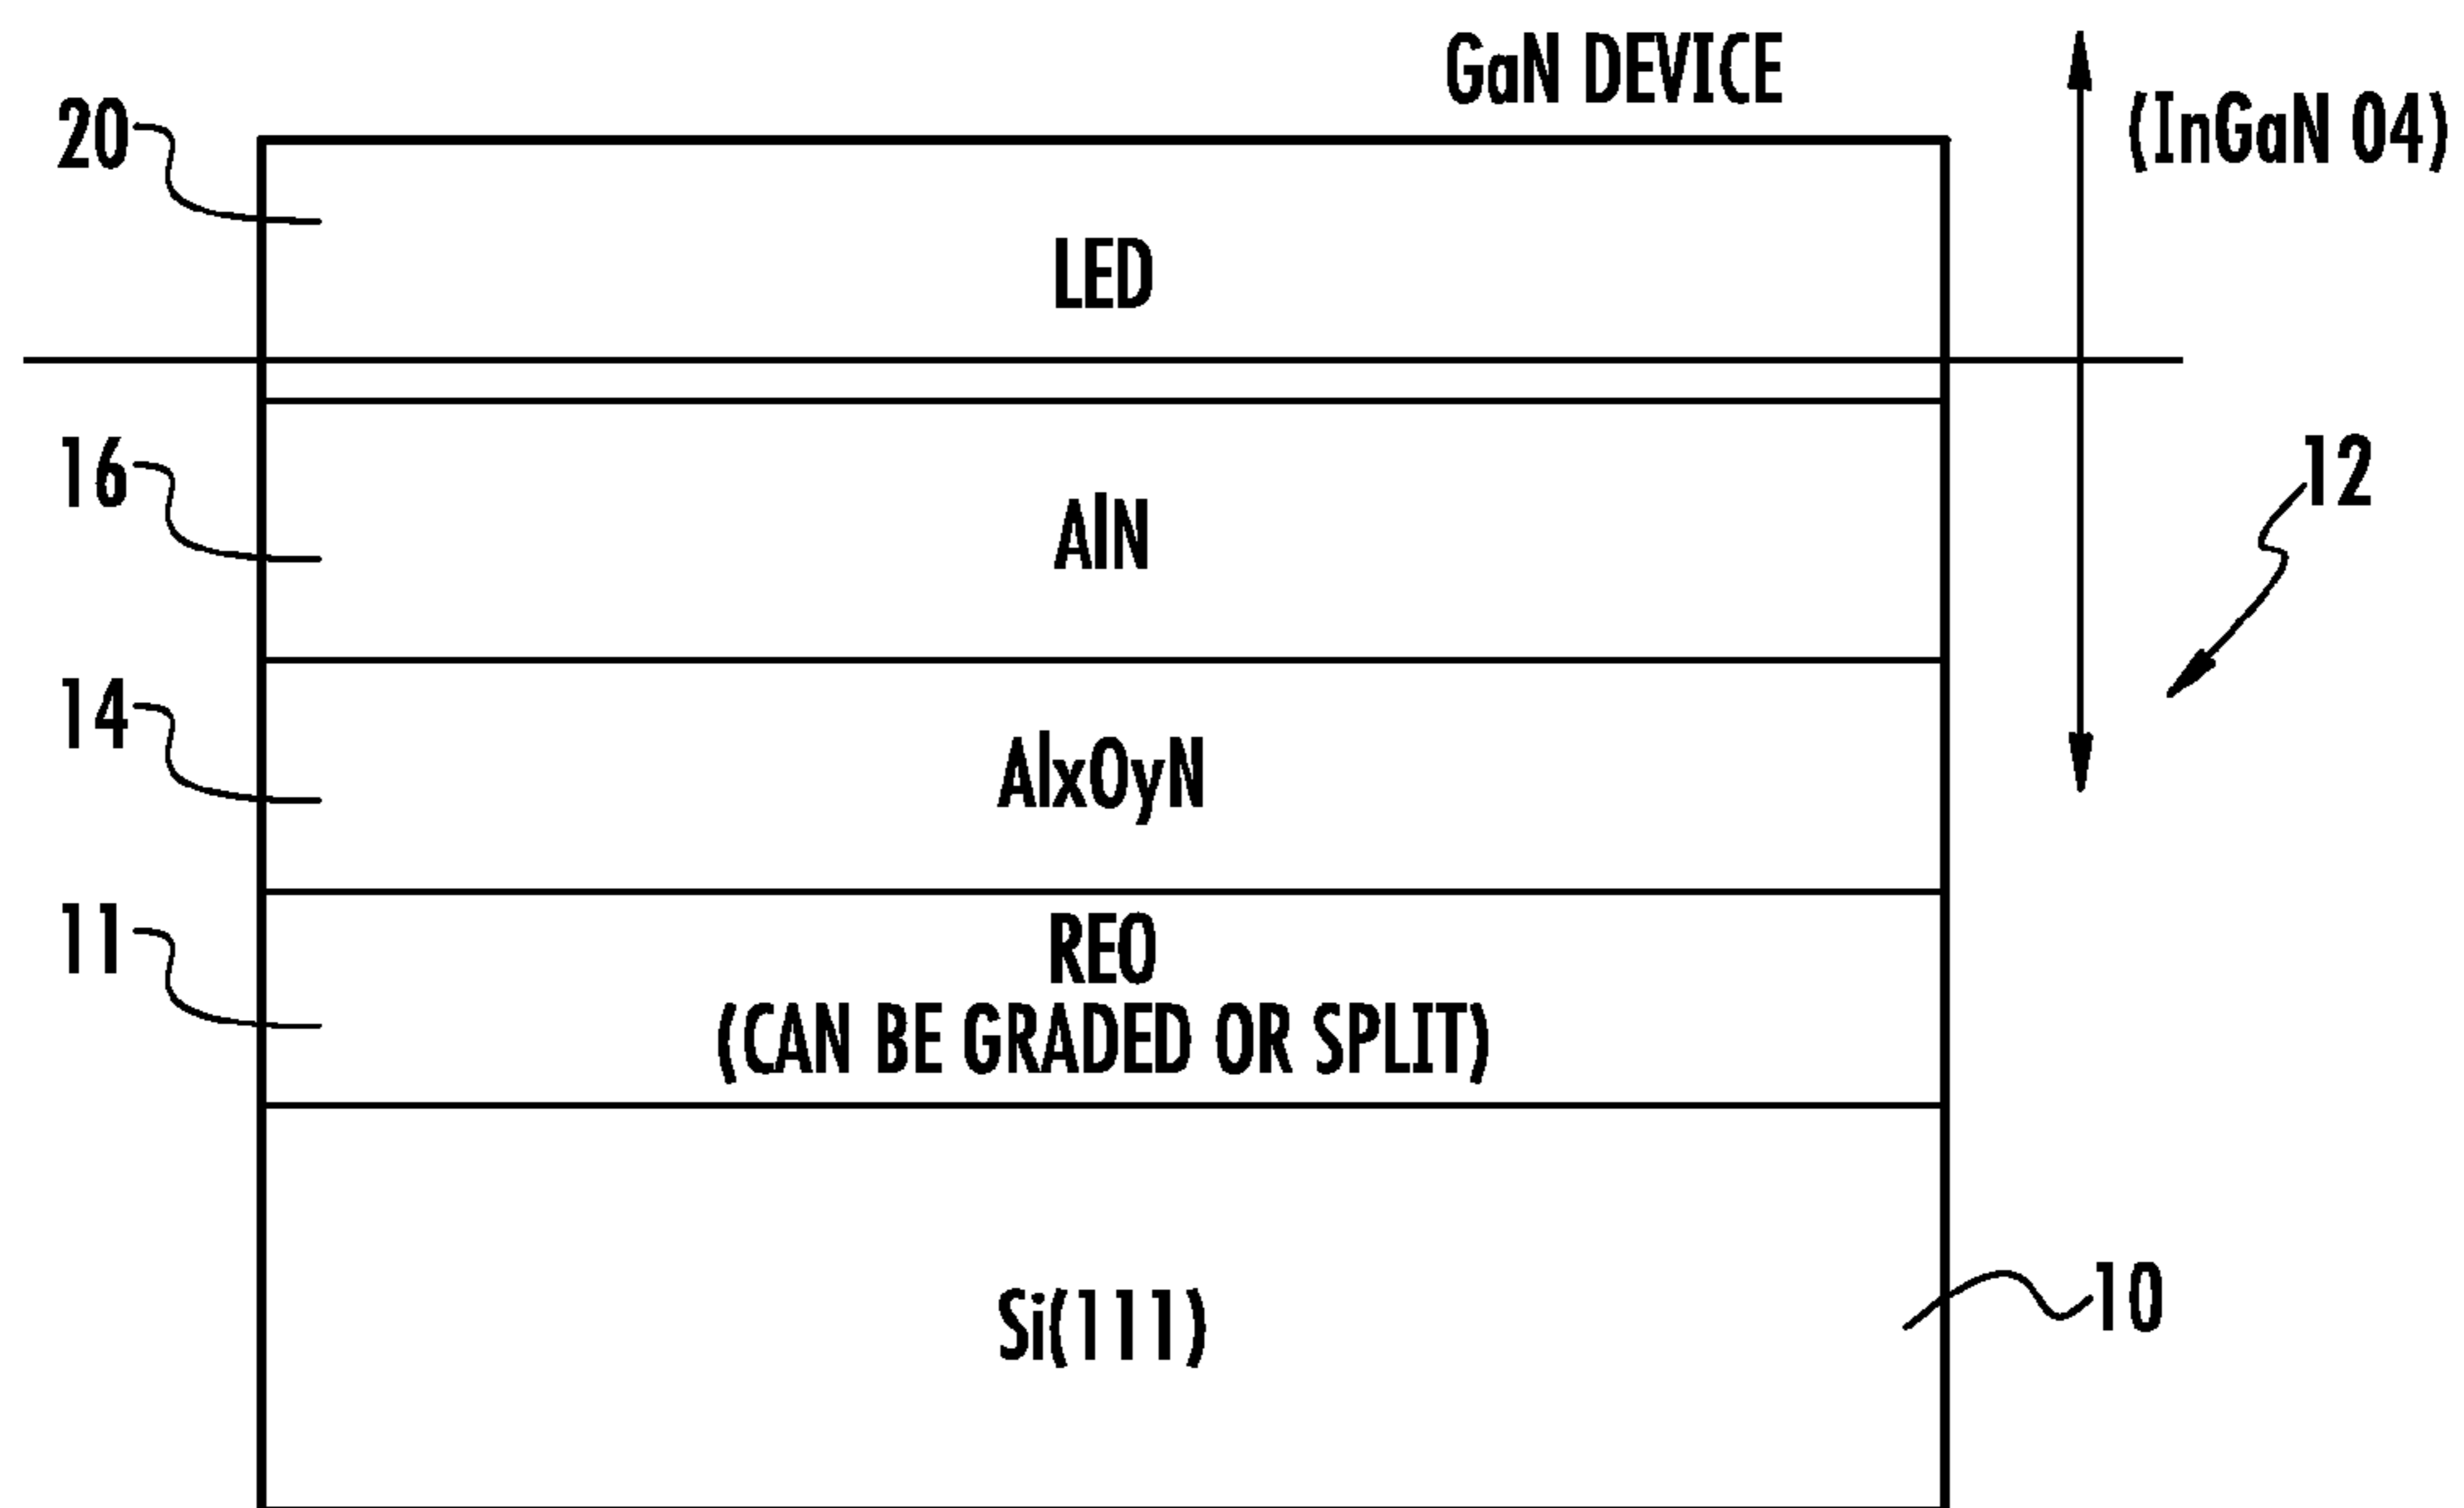 GaN DEVICE
(InGaN 04)
20
LED
16
AlN
12
14
AlxOyN
11
REO
(CAN BE GRADED OR SPLIT)
Si(111)
10